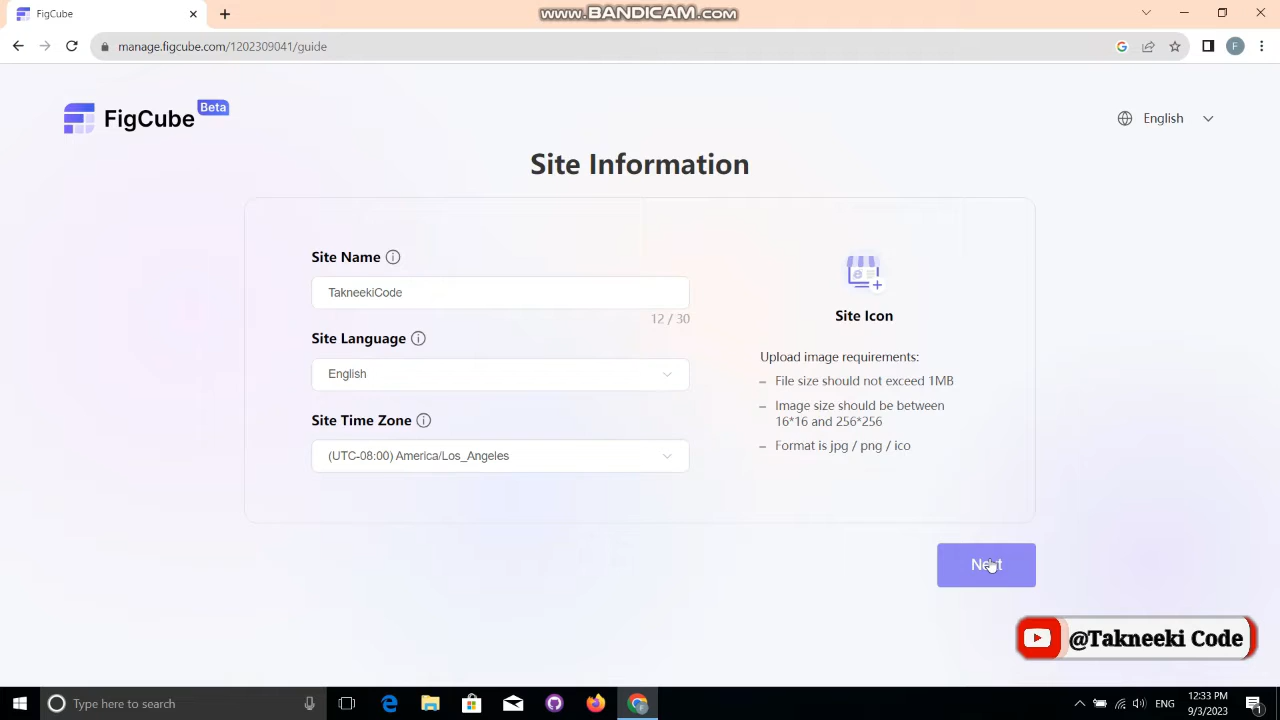 FigCube
www.BANDICAM.com
manage.figcube.com/1202309041/guide
F
FigCube Beta
English
Site Information
Site Name
TakneekiCode
12 / 30
Site Language
English
Site Time Zone
(UTC-08:00) America/Los_Angeles
Site Icon
Upload image requirements:
– File size should not exceed 1MB
– Image size should be between
16*16 and 256*256
– Format is jpg / png / ico
Next
@Takneeki Code
Type here to search
ENG
12:33 PM
9/3/2023
1